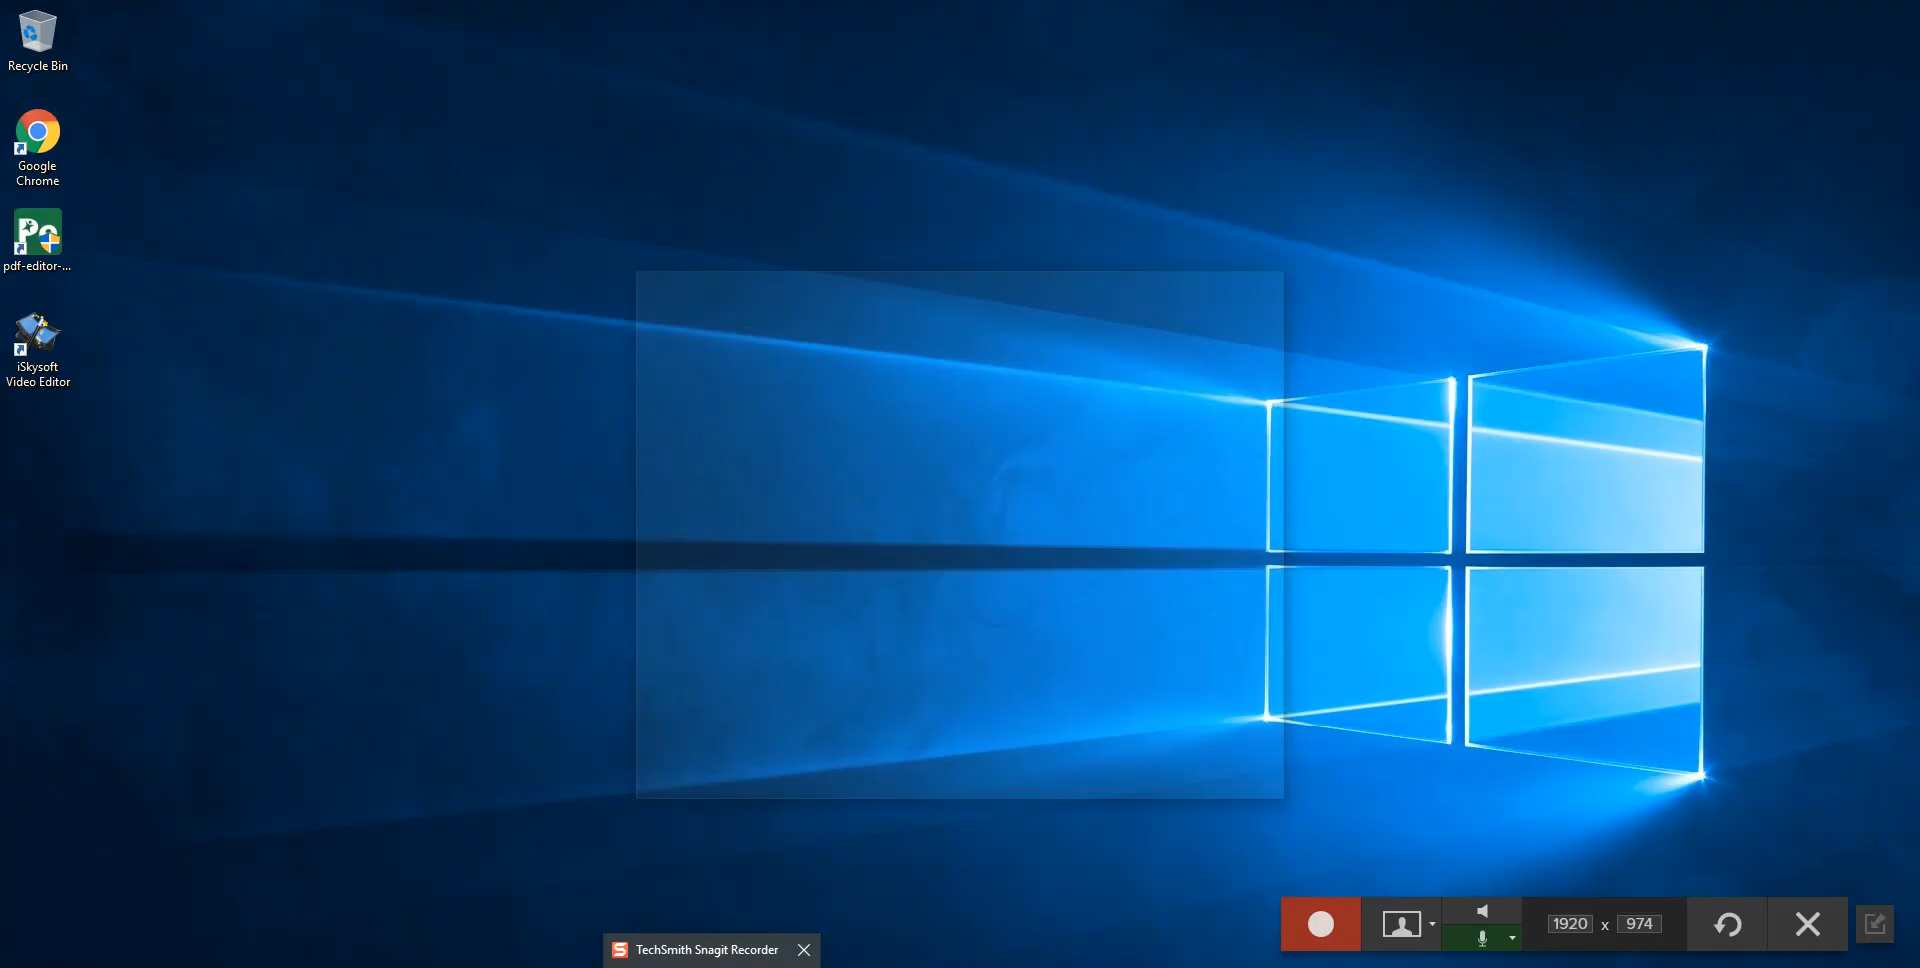 Recycle Bin
Google
Chrome
pdf-editor-...
iSkysoft
Video Editor
TechSmith Snagit Recorder
1920 x 974